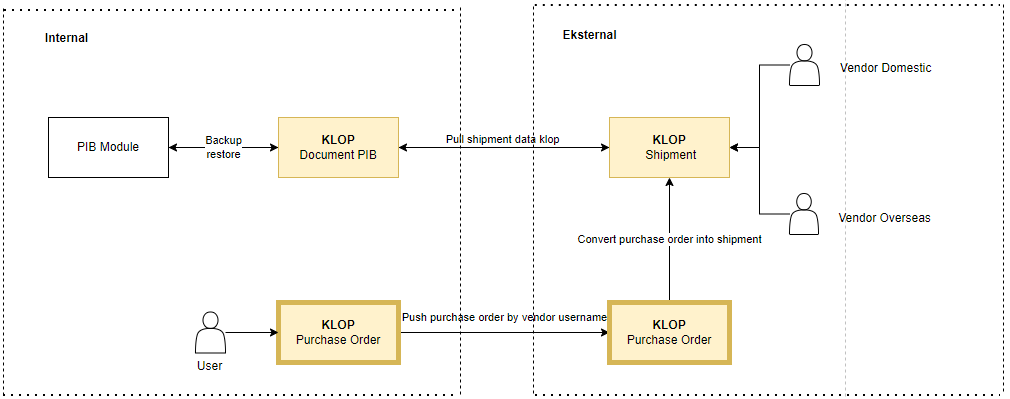 Internal
Eksternal
Vendor Domestic
PIB Module
Backup
restore
KLOP
Document PIB
Pull shipment data klop
KLOP
Shipment
Vendor Overseas
Convert purchase order into shipment
User
KLOP
Purchase Order
Push purchase order by vendor username
KLOP
Purchase Order